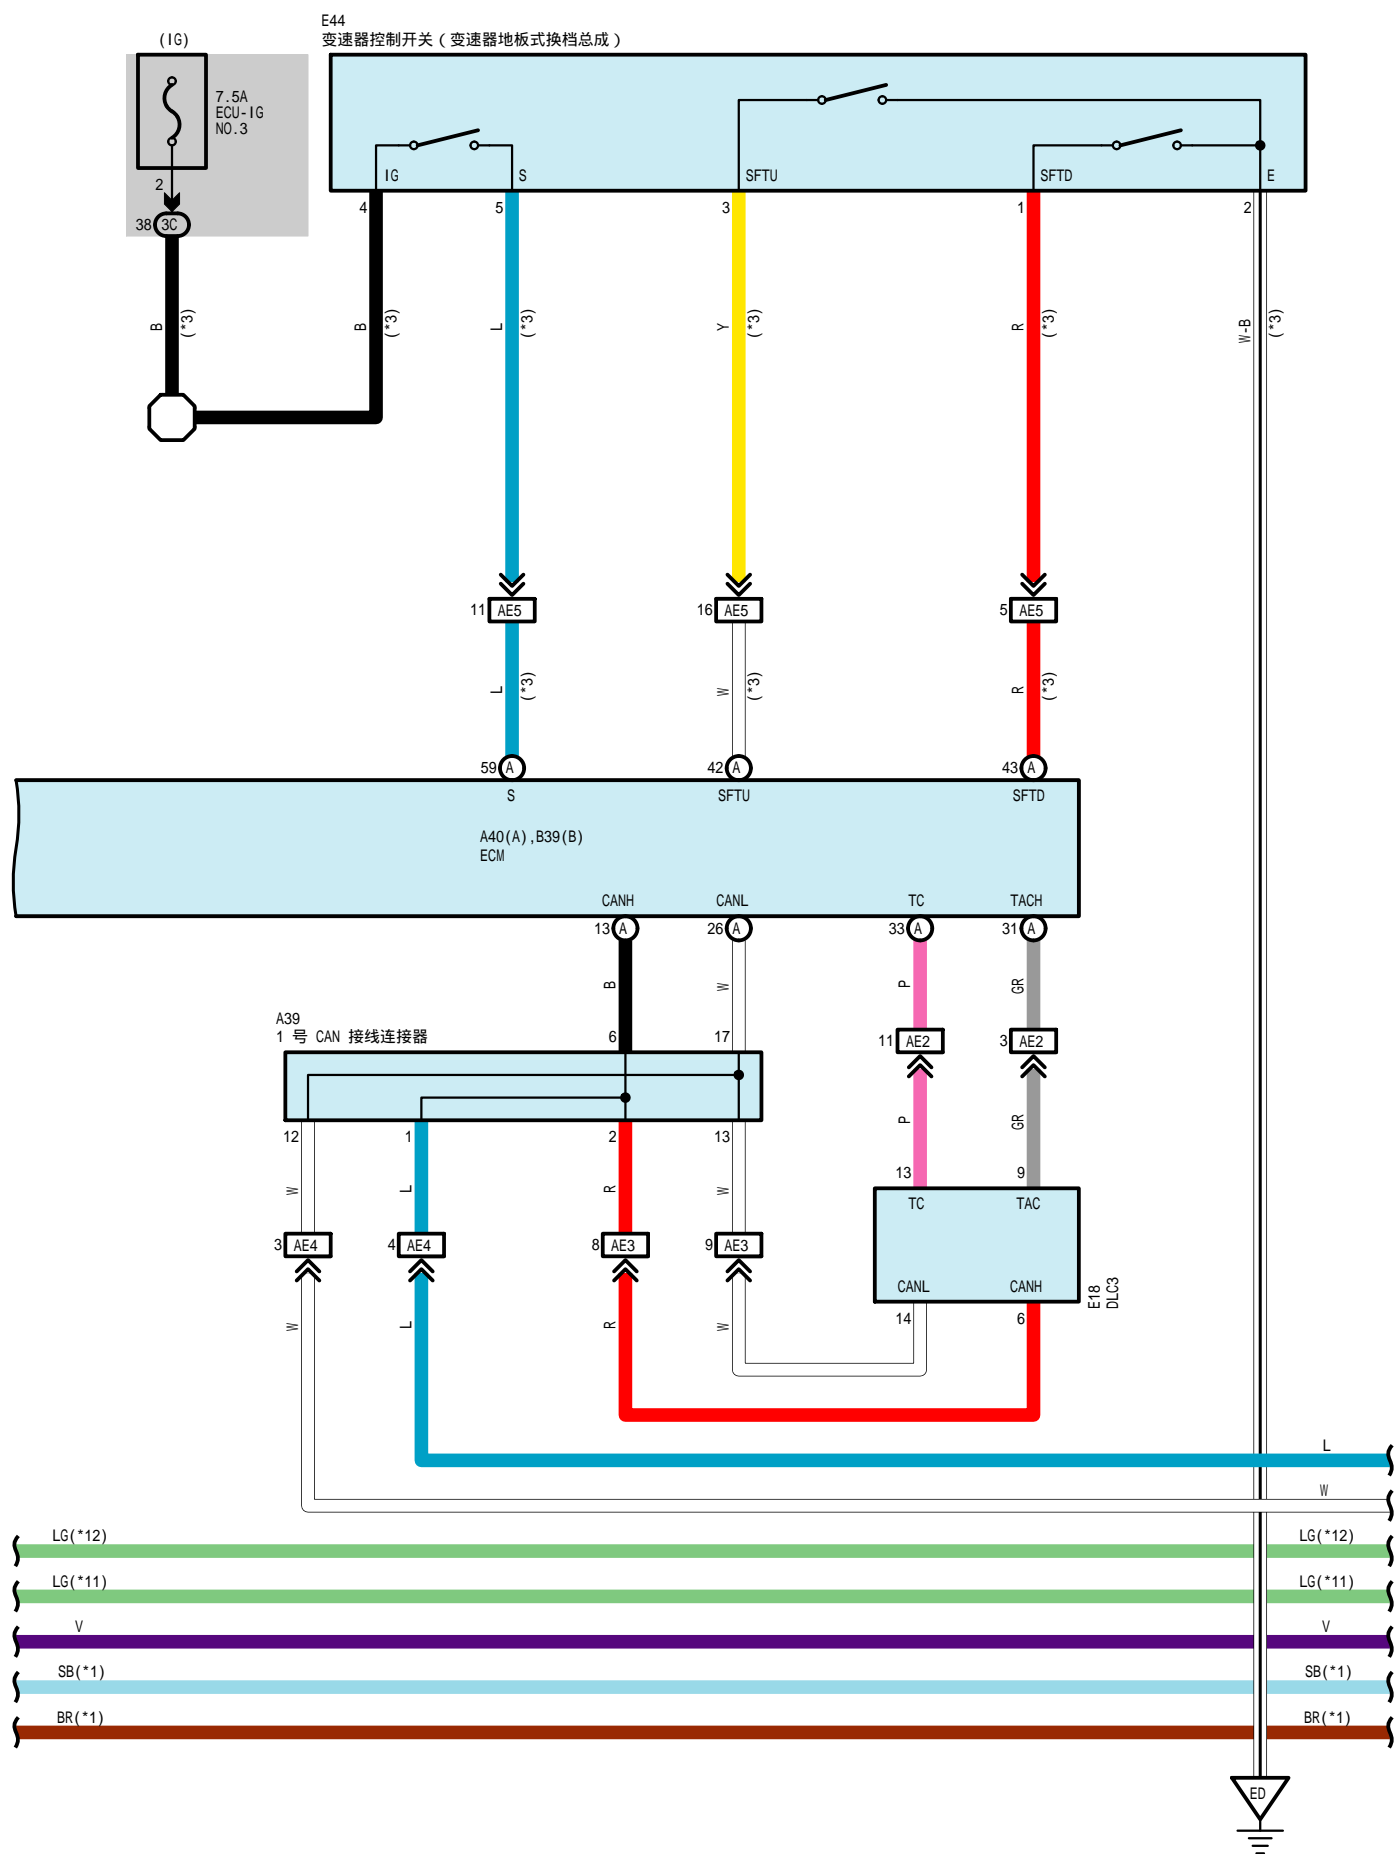 E44
变速器控制开关（变速器地板式换档总成）
(IG)
7.5A
ECU-IG
NO.3
2
38 3C
IG
S
SFTU
SFTD
E
4
5
3
1
2
B
(*3)
B
(*3)
L
(*3)
Y
(*3)
R
(*3)
W-B
(*3)
11 AE5
16 AE5
5 AE5
L
(*3)
W
(*3)
R
(*3)
59 A
42 A
43 A
S
SFTU
SFTD
A40(A),B39(B)
ECM
CANH
CANL
TC
TACH
13 A
26 A
33 A
31 A
B
W
P
GR
A39
1 号 CAN 接线连接器
6
17
11 AE2
3 AE2
P
GR
12
1
2
13
13
9
W
L
R
W
TC
TAC
3 AE4
4 AE4
8 AE3
9 AE3
CANL
CANH
E18
DLC3
14
6
W
L
R
W
L
W
LG(*12)
LG(*12)
LG(*11)
LG(*11)
V
V
SB(*1)
SB(*1)
BR(*1)
BR(*1)
ED